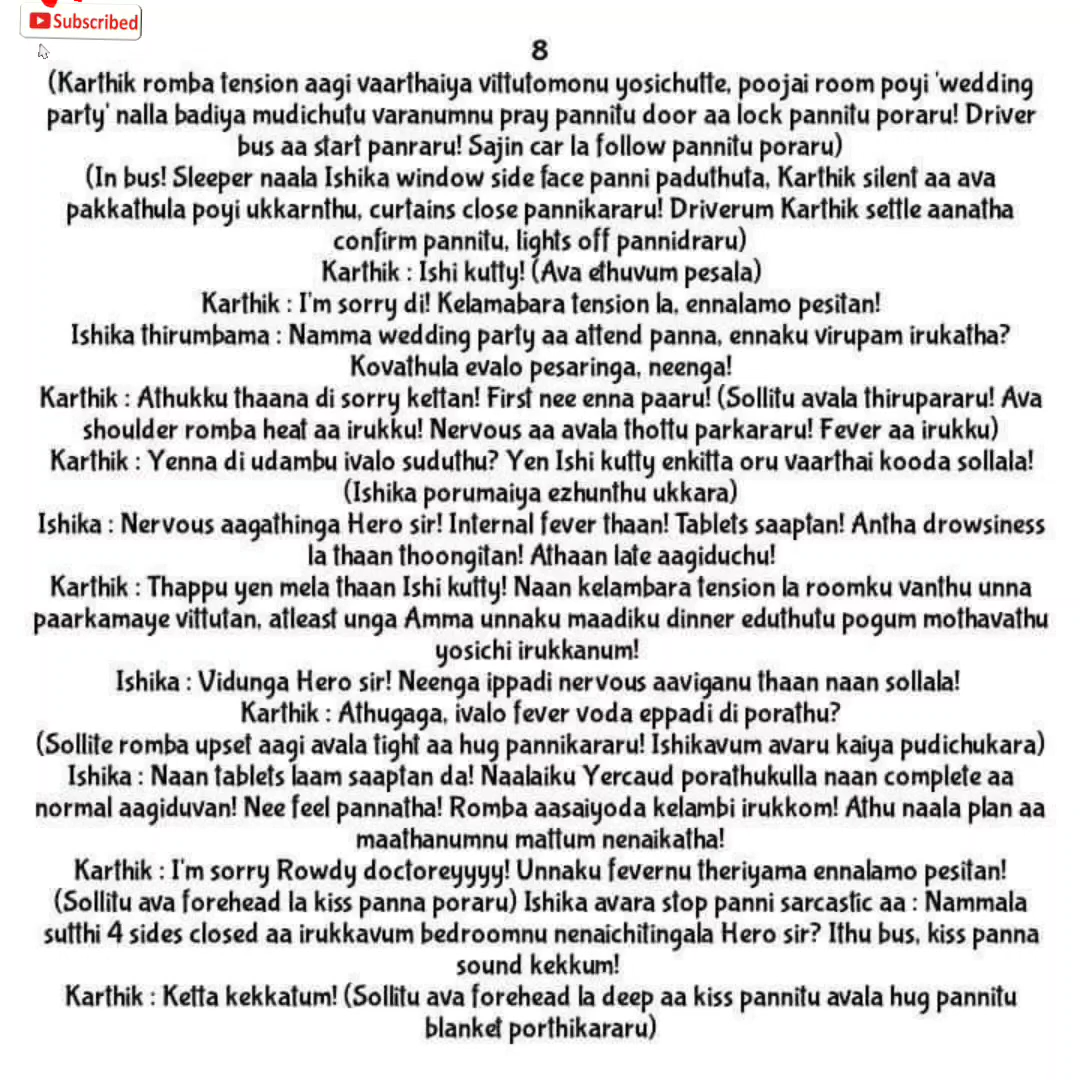 Subscribed
8
(Karthik romba tension aagi vaarthaiya vittutomonu yosichutte, poojai room poyi 'wedding
party' nalla badiya mudichutu varanumnu pray pannitu door aa lock pannitu poraru! Driver
bus aa start panraru! Sajin car la follow pannitu poraru)
(In bus! Sleeper naala Ishika window side face panni paduthuta, Karthik silent aa ava
pakkathula poyi ukkarnthu, curtains close pannikararu! Driverum Karthik settle aanatha
confirm pannitu, lights off pannidraru)
Karthik : Ishi kutty! (Ava ethuvum pesala)
Karthik : I'm sorry di! Kelamabara tension la, ennalamo pesitan!
Ishika thirumbama : Namma wedding party aa attend panna, ennaku virupam irukatha?
Kovathula evalo pesaringa, neenga!
Karthik : Athukku thaana di sorry kettan! First nee enna paaru! (Sollitu avala thirupararu! Ava
shoulder romba heat aa irukku! Nervous aa avala thottu parkararu! Fever aa irukku)
Karthik : Yenna di udambu ivalo suduthu? Yen Ishi kutty enkitta oru vaarthai kooda sollala!
(Ishika porumaiya ezhunthu ukkara)
Ishika : Nervous aagathinga Hero sir! Internal fever thaan! Tablets saaptan! Antha drowsiness
la thaan thoongitan! Athaan late aagiduchu!
Karthik : Thappu yen mela thaan Ishi kutty! Naan kelambara tension la roomku vanthu unna
paarkamaye vittutan, atleast unga Amma unnaku maadiku dinner eduthutu pogum mothavathu
yosichi irukkanum!
Ishika : Vidunga Hero sir! Neenga ippadi nervous aaviganu thaan naan sollala!
Karthik : Athugaga, ivalo fever voda eppadi di porathu?
(Sollite romba upset aagi avala tight aa hug pannikararu! Ishikavum avaru kaiya pudichukara)
Ishika : Naan tablets laam saaptan da! Naalaiku Yercaud porathukulla naan complete aa
normal aagiduvan! Nee feel pannatha! Romba aasaiyoda kelambi irukkom! Athu naala plan aa
maathanumnu mattum nenaikatha!
Karthik : I'm sorry Rowdy doctoreyyyy! Unnaku fevernu theriyama ennalamo pesitan!
(Sollitu ava forehead la kiss panna poraru) Ishika avara stop panni sarcastic aa : Nammala
sutthi 4 sides closed aa irukkavum bedroomnu nenaichitingala Hero sir? Ithu bus, kiss panna
sound kekkum!
Karthik : Ketta kekkatum! (Sollitu ava forehead la deep aa kiss pannitu avala hug pannitu
blanket porthikararu)